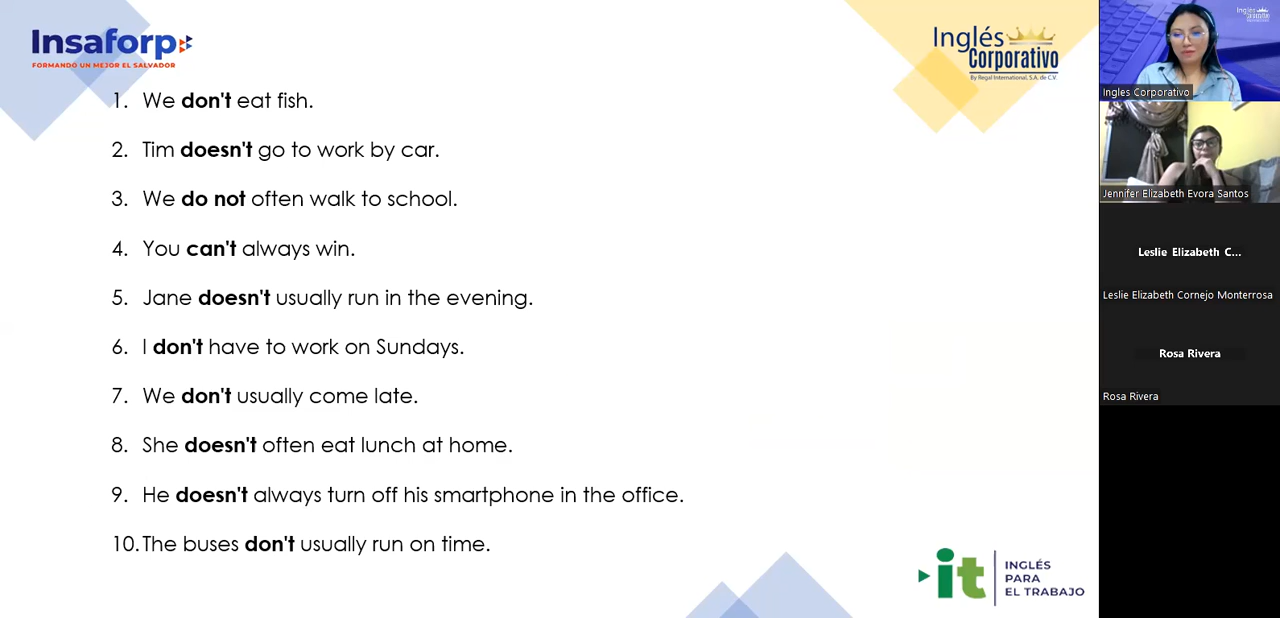 Insaforp
FORMANDO UN MEJOR EL SALVADOR
Inglés
Corporativo
By Regal International, S.A. de C.V.
1. We don't eat fish.
2. Tim doesn't go to work by car.
3. We do not often walk to school.
4. You can't always win.
5. Jane doesn't usually run in the evening.
6. I don't have to work on Sundays.
7. We don't usually come late.
8. She doesn't often eat lunch at home.
9. He doesn't always turn off his smartphone in the office.
10. The buses don't usually run on time.
it
INGLÉS
PARA
EL TRABAJO
Ingles Corporativo
Jennifer Elizabeth Evora Santos
Leslie Elizabeth C...
Leslie Elizabeth Cornejo Monterrosa
Rosa Rivera
Rosa Rivera